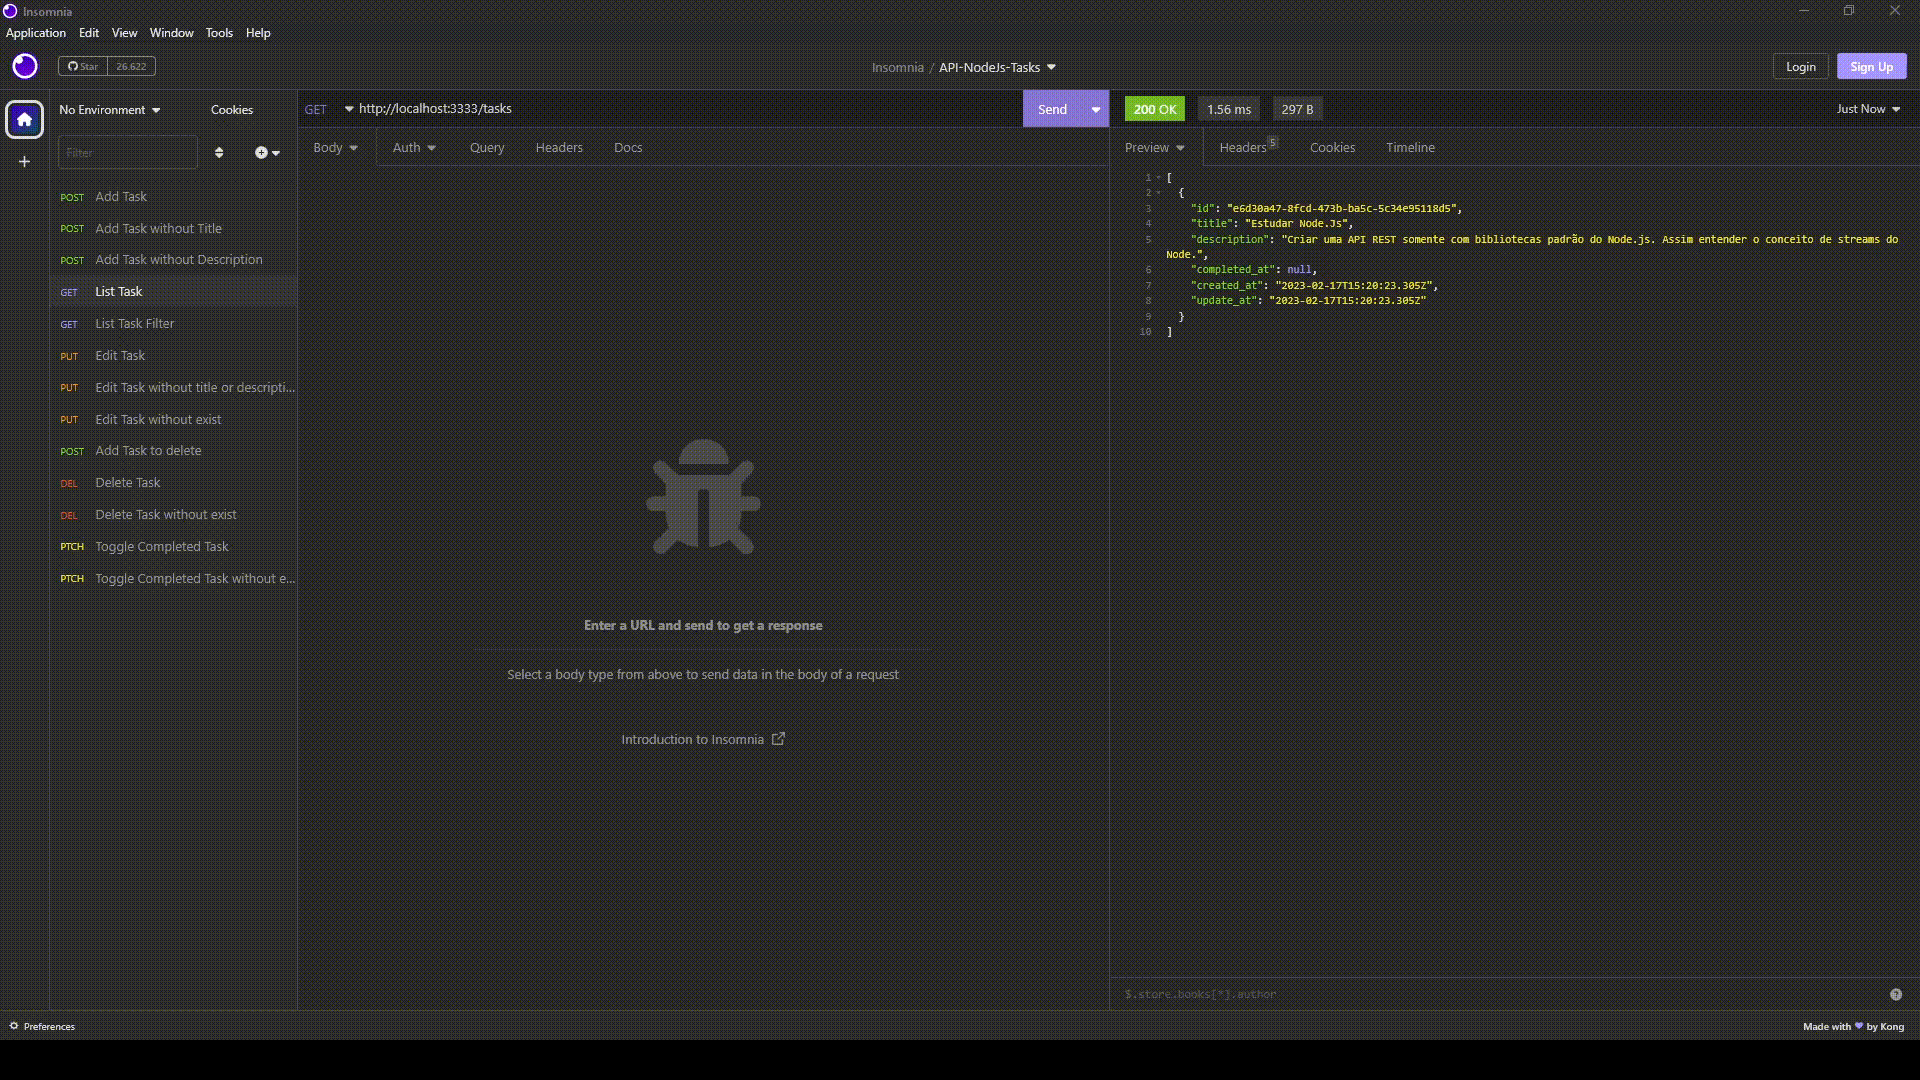 Insomnia
Application Edit View Window Tools Help
Star 26.622
Insomnia / API-NodeJs-Tasks
Login Sign Up
No Environment Cookies
GET http://localhost:3333/tasks Send
200 OK 1.56 ms 297 B Just Now
Filter
Body Auth Query Headers Docs
Preview Headers 5 Cookies Timeline
POST Add Task
POST Add Task without Title
POST Add Task without Description
GET List Task
GET List Task Filter
PUT Edit Task
PUT Edit Task without title or descripti...
PUT Edit Task without exist
POST Add Task to delete
DEL Delete Task
DEL Delete Task without exist
PTCH Toggle Completed Task
PTCH Toggle Completed Task without e...
Enter a URL and send to get a response
Select a body type from above to send data in the body of a request
Introduction to Insomnia
1 [
2 {
3 "id": "e6d30a47-8fcd-473b-ba5c-5c34e95118d5",
4 "title": "Estudar Node.Js",
5 "description": "Criar uma API REST somente com bibliotecas padrão do Node.js. Assim entender o conceito de streams do
Node.",
6 "completed_at": null,
7 "created_at": "2023-02-17T15:20:23.305Z",
8 "update_at": "2023-02-17T15:20:23.305Z"
9 }
10 ]
$.store.books[*].author
Preferences
Made with by Kong